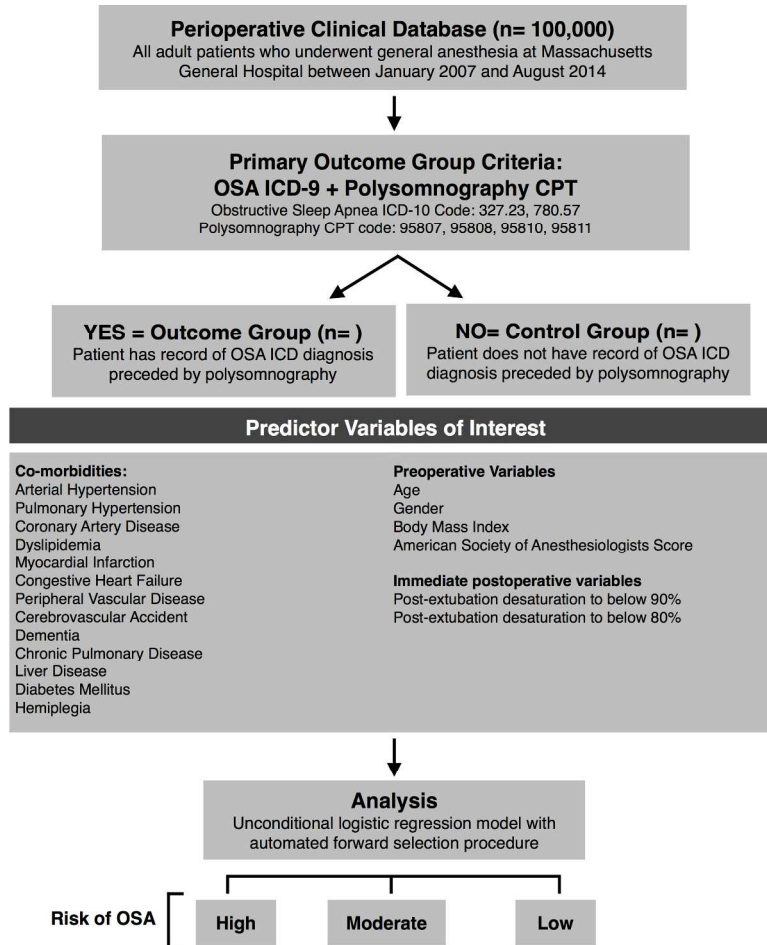 Perioperative Clinical Database (n= 100,000)
All adult patients who underwent general anesthesia at Massachusetts
General Hospital between January 2007 and August 2014
Primary Outcome Group Criteria:
OSA ICD-9 + Polysomnography CPT
Obstructive Sleep Apnea ICD-10 Code: 327.23, 780.57
Polysomnography CPT code: 95807, 95808, 95810, 95811
YES = Outcome Group (n= )
Patient has record of OSA ICD diagnosis
preceded by polysomnography
NO= Control Group (n= )
Patient does not have record of OSA ICD
diagnosis preceded by polysomnography
Predictor Variables of Interest
Co-morbidities:
Arterial Hypertension
Pulmonary Hypertension
Coronary Artery Disease
Dyslipidemia
Myocardial Infarction
Congestive Heart Failure
Peripheral Vascular Disease
Cerebrovascular Accident
Dementia
Chronic Pulmonary Disease
Liver Disease
Diabetes Mellitus
Hemiplegia
Preoperative Variables
Age
Gender
Body Mass Index
American Society of Anesthesiologists Score
Immediate postoperative variables
Post-extubation desaturation to below 90%
Post-extubation desaturation to below 80%
Analysis
Unconditional logistic regression model with
automated forward selection procedure
Risk of OSA
High
Moderate
Low